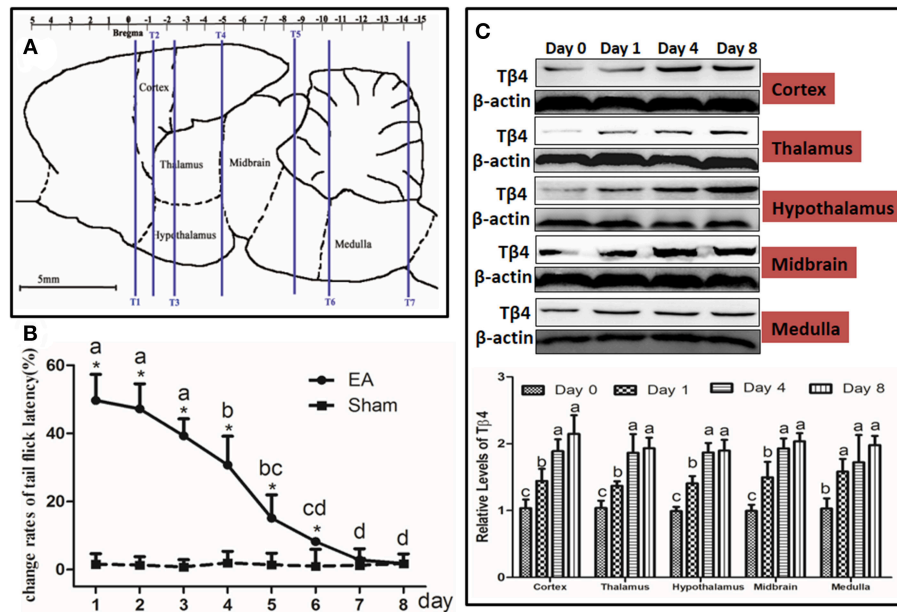 5 4 3 2 1 0 -1 -2 -3 -4 -5 -6 -7 -8 -9 -10 -11 -12 -13 -14 -15
A
Bregma
T2
T4
T5
Cortex
Thalamus
Midbrain
Hypothalamus
Medulla
5mm
T1
T3
T6
T7
B
change rates of tail flick latency(%)
60
40
20
0
a
*
a
*
a
*
b
*
bc
*
cd
*
d
d
EA
Sham
1 2 3 4 5 6 7 8 day
C
Day 0 Day 1 Day 4 Day 8
Tβ4
β-actin
Cortex
Tβ4
β-actin
Thalamus
Tβ4
β-actin
Hypothalamus
Tβ4
β-actin
Midbrain
Tβ4
β-actin
Medulla
Relative Levels of Tβ4
3
2
1
0
Day 0 Day 1 Day 4 Day 8
c b a a
c b a a
c b a a
c b a a
b a a a
Cortex Thalamus Hypothalamus Midbrain Medulla